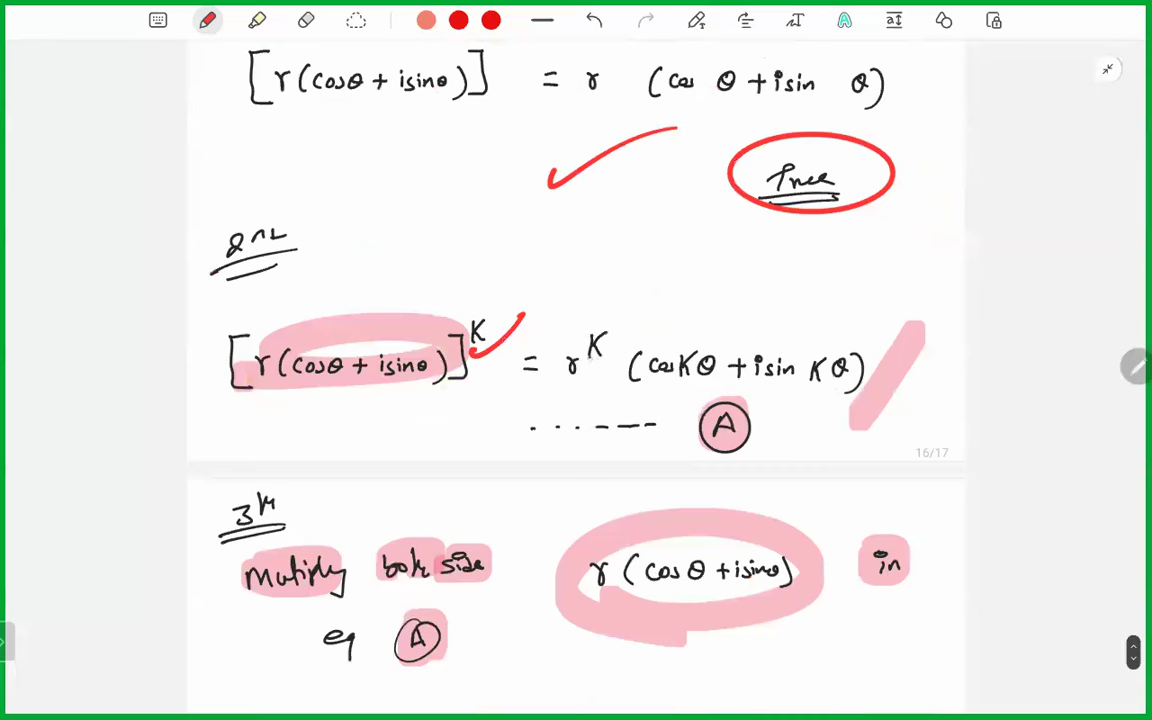 [r(cosθ + isinθ)] = r (cos θ + isin θ)
True
2nd
[r(cosθ + isinθ)]^K = r^K (cosKθ + isin Kθ)
. . . . - - - A
16/17
3rd
Multiply both side r (cos θ + isinθ) in
eq A